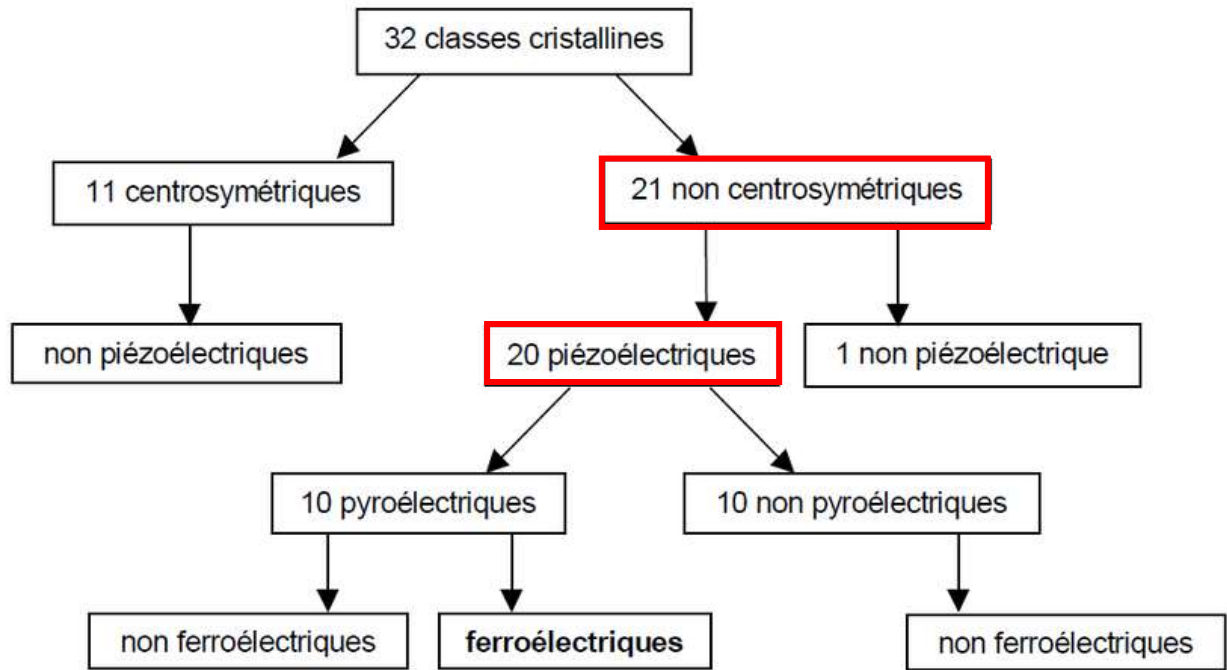 32 classes cristallines
11 centrosymétriques
21 non centrosymétriques
non piézoélectriques
20 piézoélectriques
1 non piézoélectrique
10 pyroélectriques
10 non pyroélectriques
non ferroélectriques
ferroélectriques
non ferroélectriques